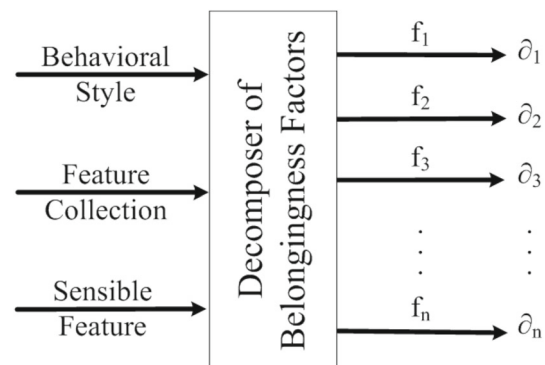 Behavioral
Style
Feature
Collection
Sensible
Feature
Decomposer of
Belongingness Factors
f₁
∂₁
f₂
∂₂
f₃
∂₃
. .
. .
. .
fₙ
∂ₙ